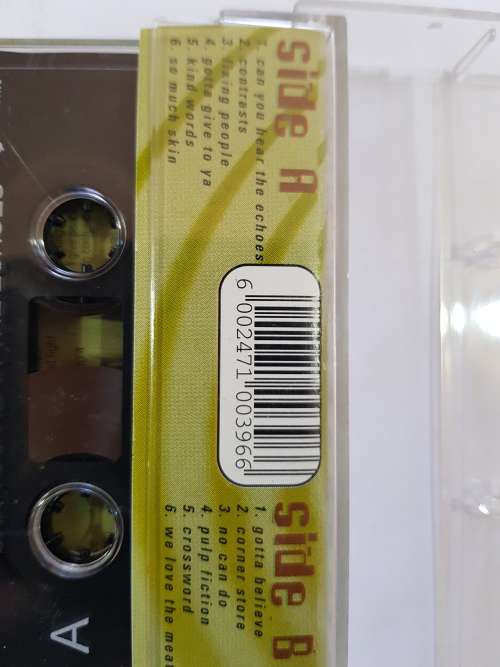 side A
1. can you hear the echoes
2. contrasts
3. fixing people
4. gotta give to ya
5. kind words
6. so much skin
6 002471 003966
side B
1. gotta believe
2. corner store
3. no can do
4. pulp fiction
5. crossword
6. we love the
A